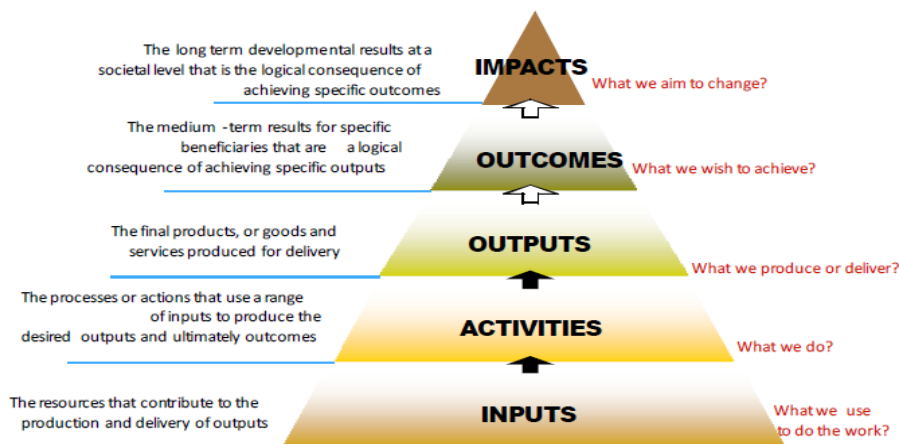 The long term developmental results at a
societal level that is the logical consequence of
achieving specific outcomes
IMPACTS
What we aim to change?
The medium -term results for specific
beneficiaries that are a logical
consequence of achieving specific outputs
OUTCOMES
What we wish to achieve?
The final products, or goods and
services produced for delivery
OUTPUTS
What we produce or deliver?
The processes or actions that use a range
of inputs to produce the
desired outputs and ultimately outcomes
ACTIVITIES
What we do?
The resources that contribute to the
production and delivery of outputs
INPUTS
What we use
to do the work?